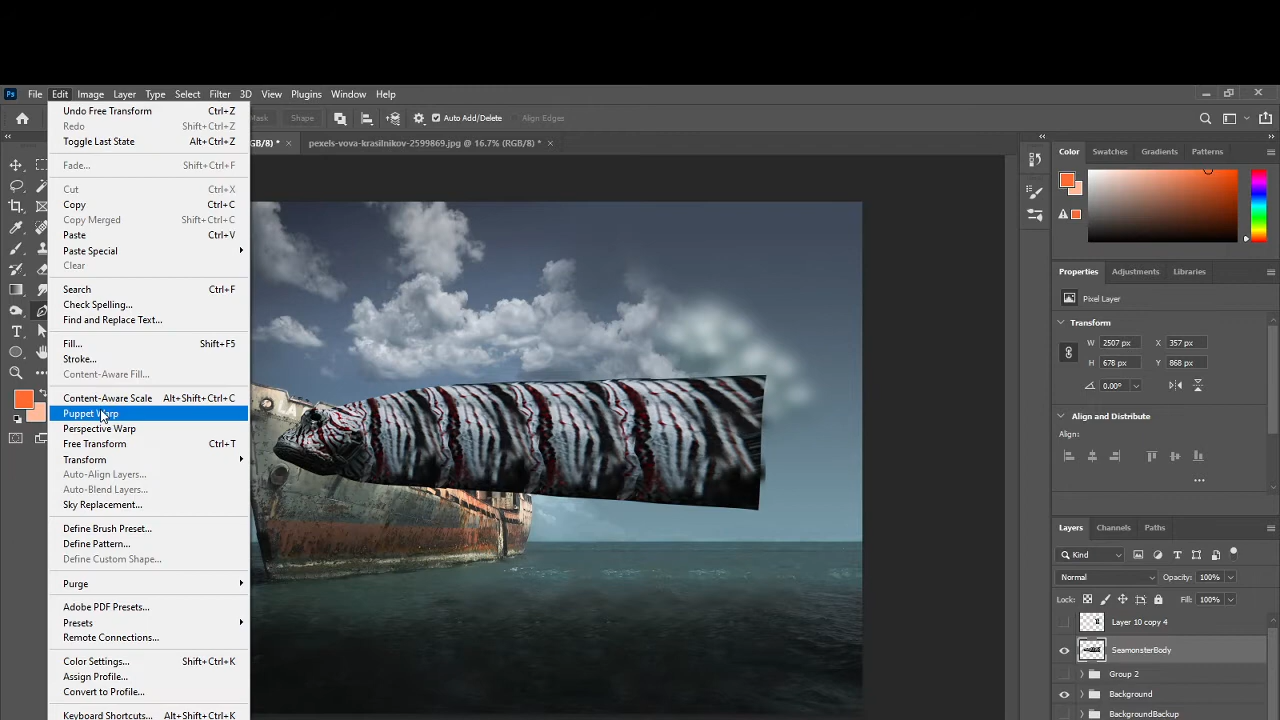 Ps File Edit Image Layer Type Select Filter 3D View Plugins Window Help
Mask Shape Auto Add/Delete Align Edges
GB/8) * × pexels-vova-krasilnikov-2599869.jpg @ 16.7% (RGB/8) * ×
Undo Free Transform Ctrl+Z
Redo Shift+Ctrl+Z
Toggle Last State Alt+Ctrl+Z
Fade... Shift+Ctrl+F
Cut Ctrl+X
Copy Ctrl+C
Copy Merged Shift+Ctrl+C
Paste Ctrl+V
Paste Special
Clear
Search Ctrl+F
Check Spelling...
Find and Replace Text...
Fill... Shift+F5
Stroke...
Content-Aware Fill...
Content-Aware Scale Alt+Shift+Ctrl+C
Puppet Warp
Perspective Warp
Free Transform Ctrl+T
Transform
Auto-Align Layers...
Auto-Blend Layers...
Sky Replacement...
Define Brush Preset...
Define Pattern...
Define Custom Shape...
Purge
Adobe PDF Presets...
Presets
Remote Connections...
Color Settings... Shift+Ctrl+K
Assign Profile...
Convert to Profile...
Keyboard Shortcuts... Alt+Shift+Ctrl+K
LA
Color Swatches Gradients Patterns
Properties Adjustments Libraries
Pixel Layer
Transform
W 2507 px X 357 px
H 678 px Y 868 px
0.00°
Align and Distribute
Align:
Layers Channels Paths
Kind
Normal Opacity: 100%
Lock: Fill: 100%
Layer 10 copy 4
SeamonsterBody
Group 2
Background
BackgroundBackup